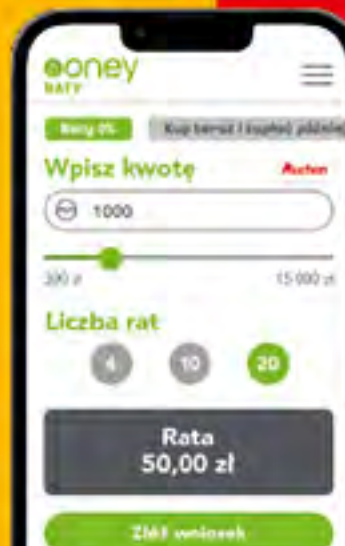 oney
RATY
Raty 0% Kup teraz i zapłać później
Wpisz kwotę Auchan
1000
300 zł 15 000 zł
Liczba rat
4 10 20
Rata
50,00 zł
Złóż wniosek